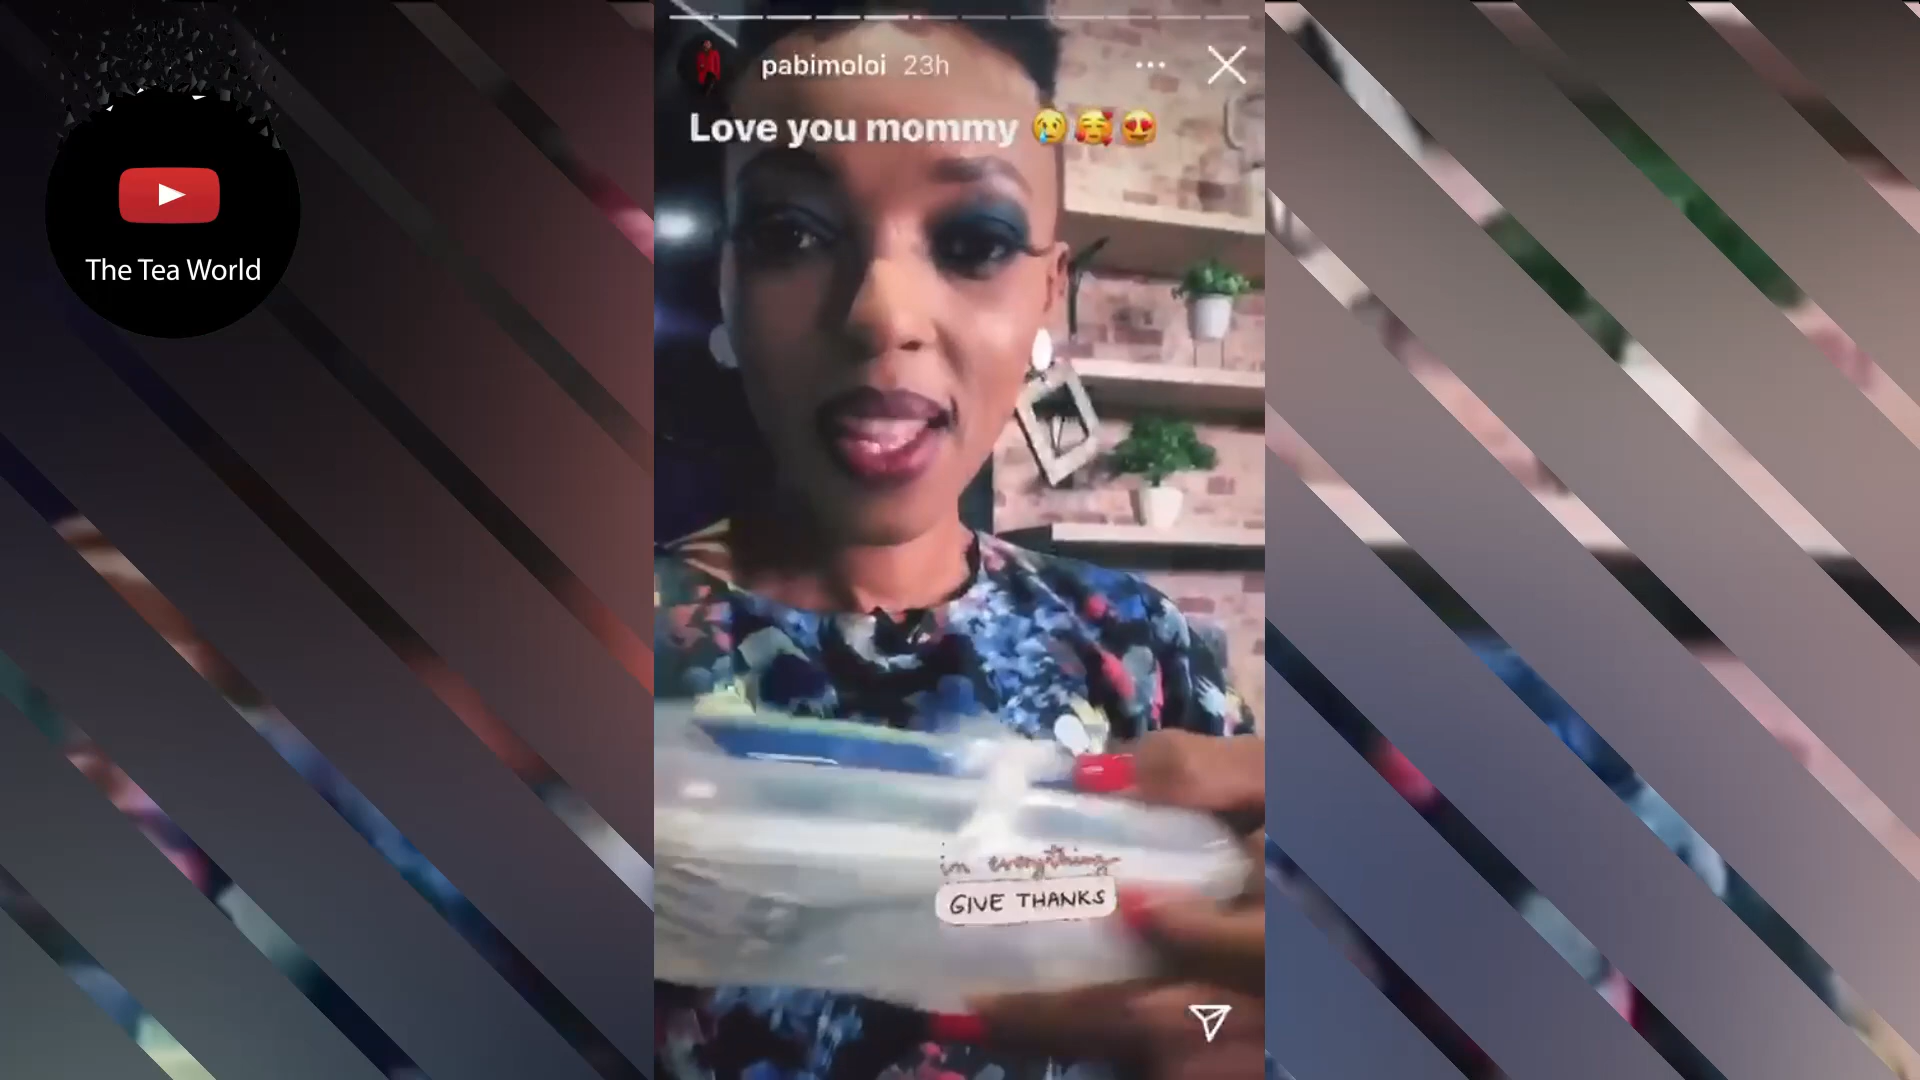 pabimoloi 23h
Love you mommy 😢🥰😍
The Tea World
in everything
GIVE THANKS